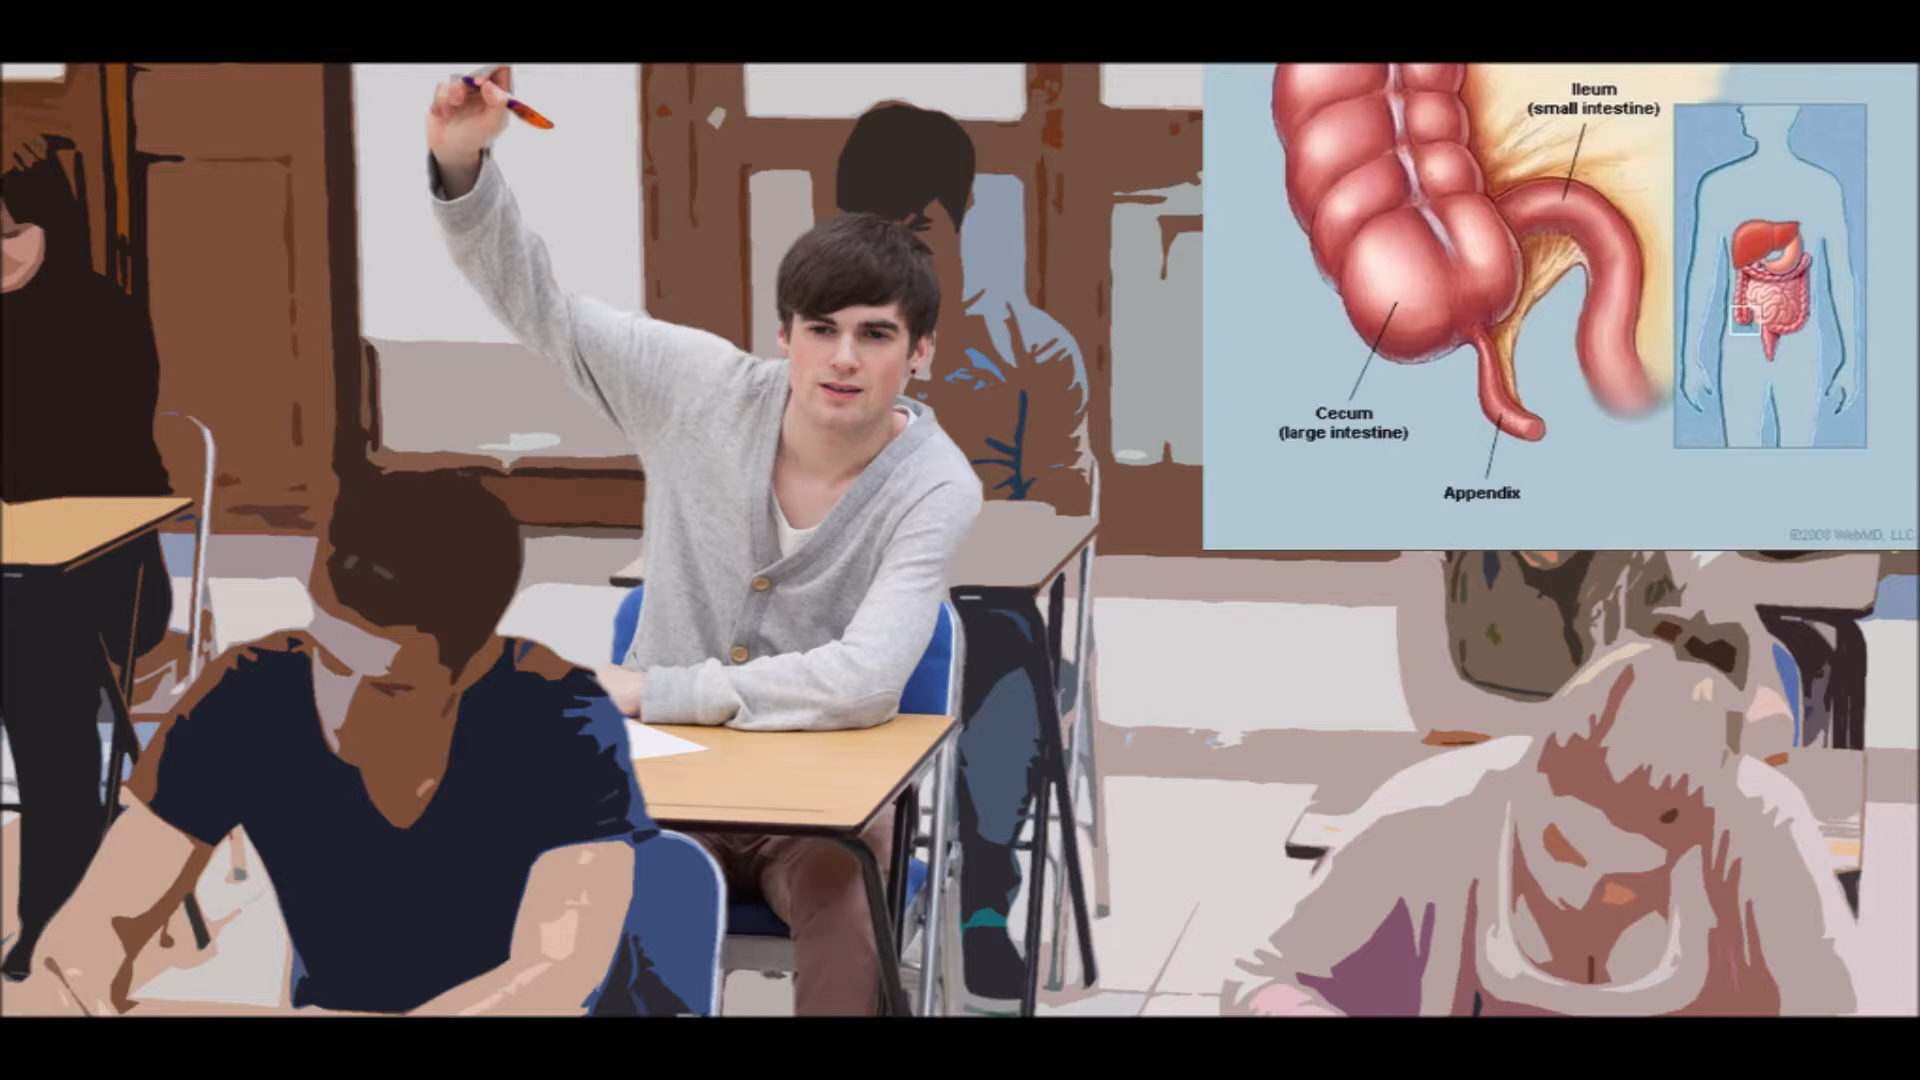 Ileum
(small intestine)
Cecum
(large intestine)
Appendix
©2008 WebMD, LLC.